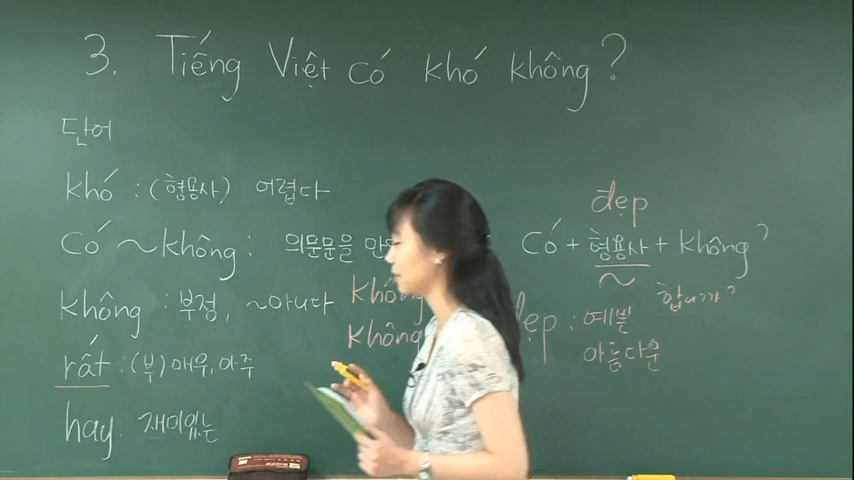 3. Tiếng Việt có khó không?
단어
khó : (형용사) 어렵다
có ~ không : 의문문을 만
không : 부정, ~아니다
rất : (부) 매우, 아주
hay : 재미있는
không
không
đẹp
Có + 형용사 + không?
~ 합니까?
đẹp : 예쁜
아름다운